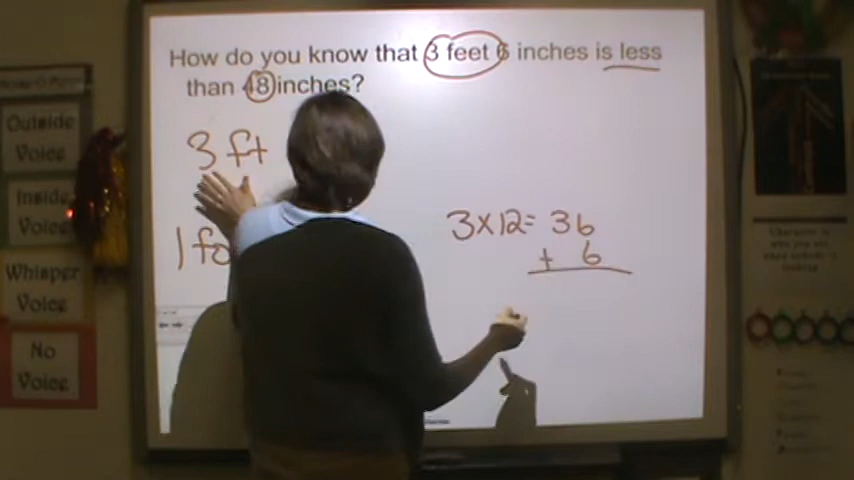 How do you know that 3 feet 6 inches is less
than 48 inches?
3 ft
1 fo
3x12= 36
+ 6
Outside
Voice
Inside
Voice
Whisper
Voice
No
Voice